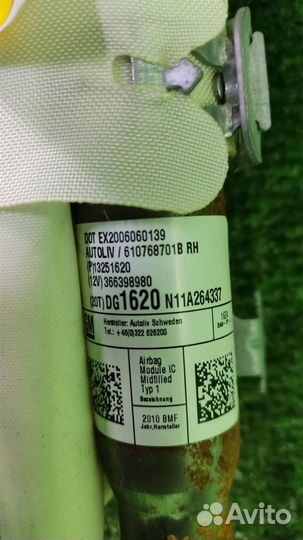 DOT EX2006060139
AUTOLIV / 610768701B RH
(P)13251620
(12V) 366398980
(20T) DG1620 N11A264337
GM
Hersteller: Autoliv Schweden
Tel.: +46(0)322 626200
Airbag
Module IC
Midfilled
Typ 1
Bezeichnung
2010 BMF
Jahr, Hersteller
Avito